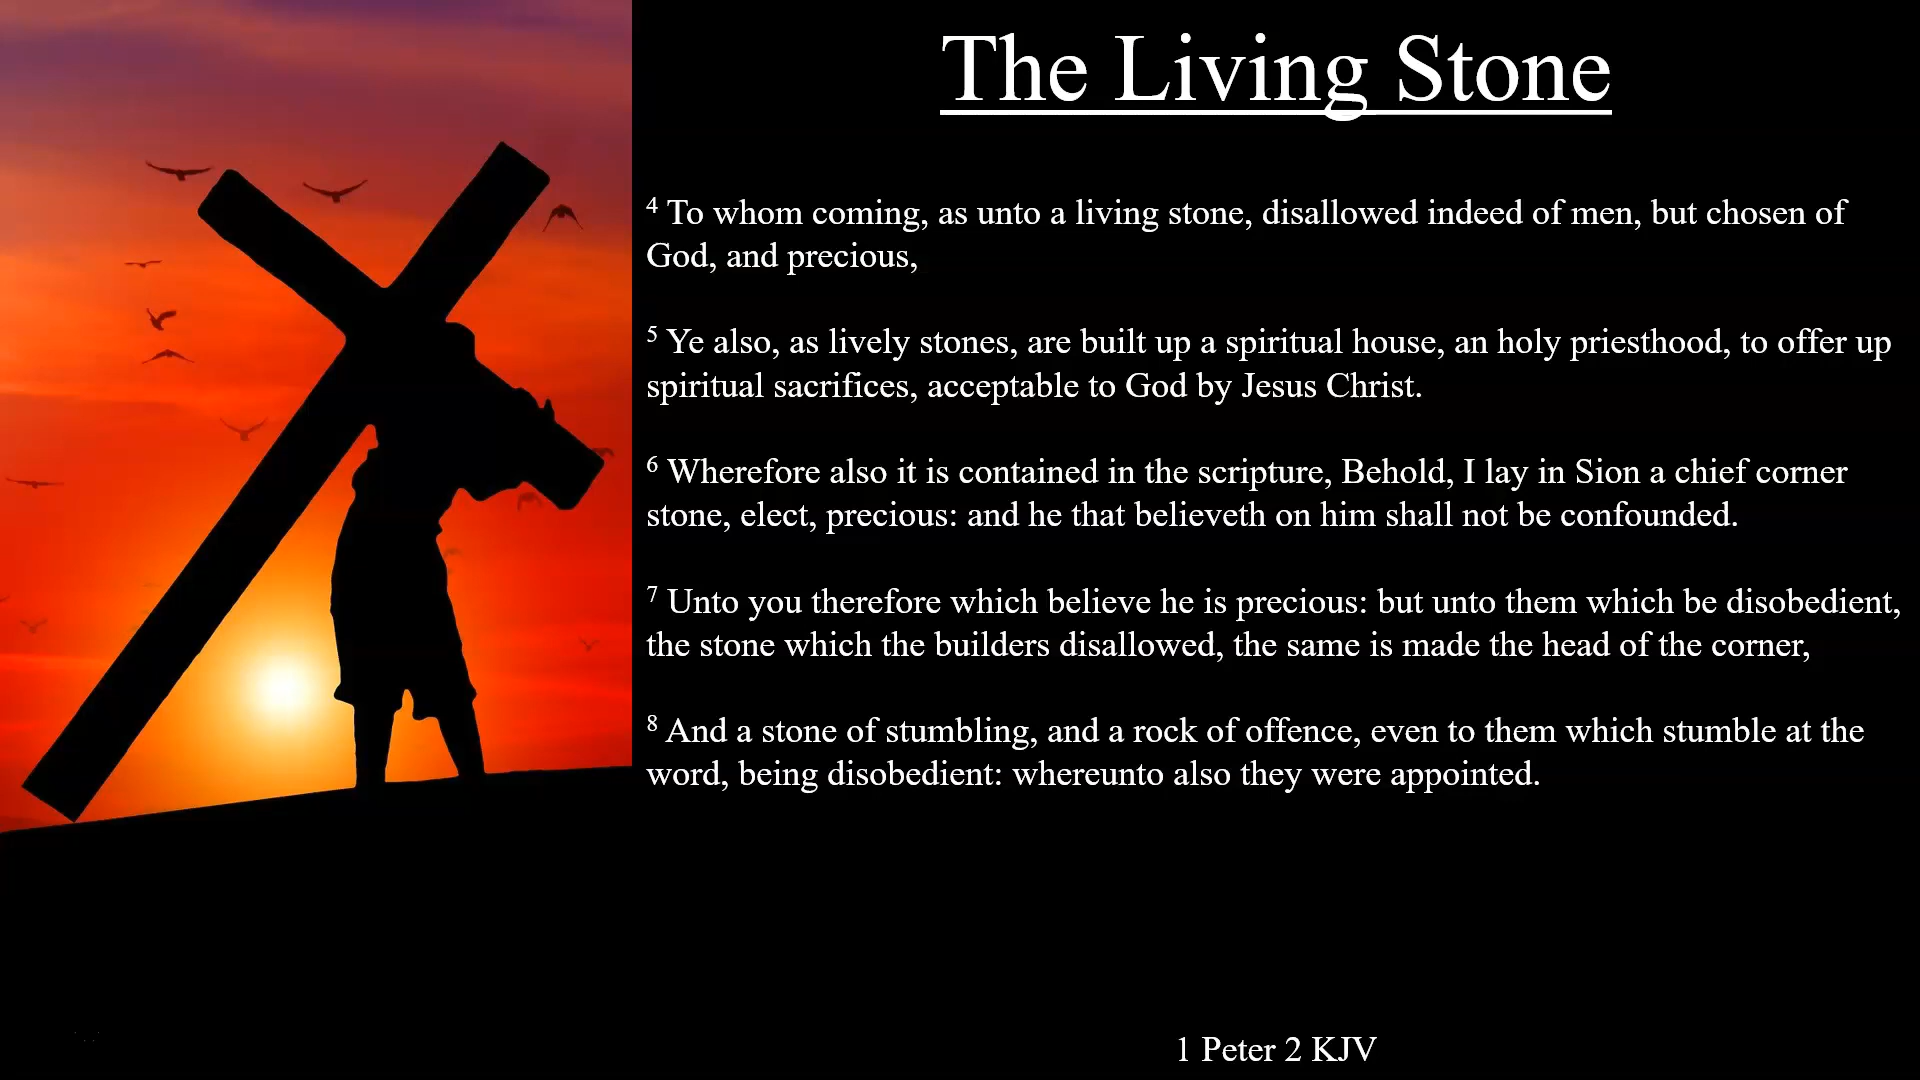 The Living Stone
4 To whom coming, as unto a living stone, disallowed indeed of men, but chosen of
God, and precious,
5 Ye also, as lively stones, are built up a spiritual house, an holy priesthood, to offer up
spiritual sacrifices, acceptable to God by Jesus Christ.
6 Wherefore also it is contained in the scripture, Behold, I lay in Sion a chief corner
stone, elect, precious: and he that believeth on him shall not be confounded.
7 Unto you therefore which believe he is precious: but unto them which be disobedient,
the stone which the builders disallowed, the same is made the head of the corner,
8 And a stone of stumbling, and a rock of offence, even to them which stumble at the
word, being disobedient: whereunto also they were appointed.
1 Peter 2 KJV